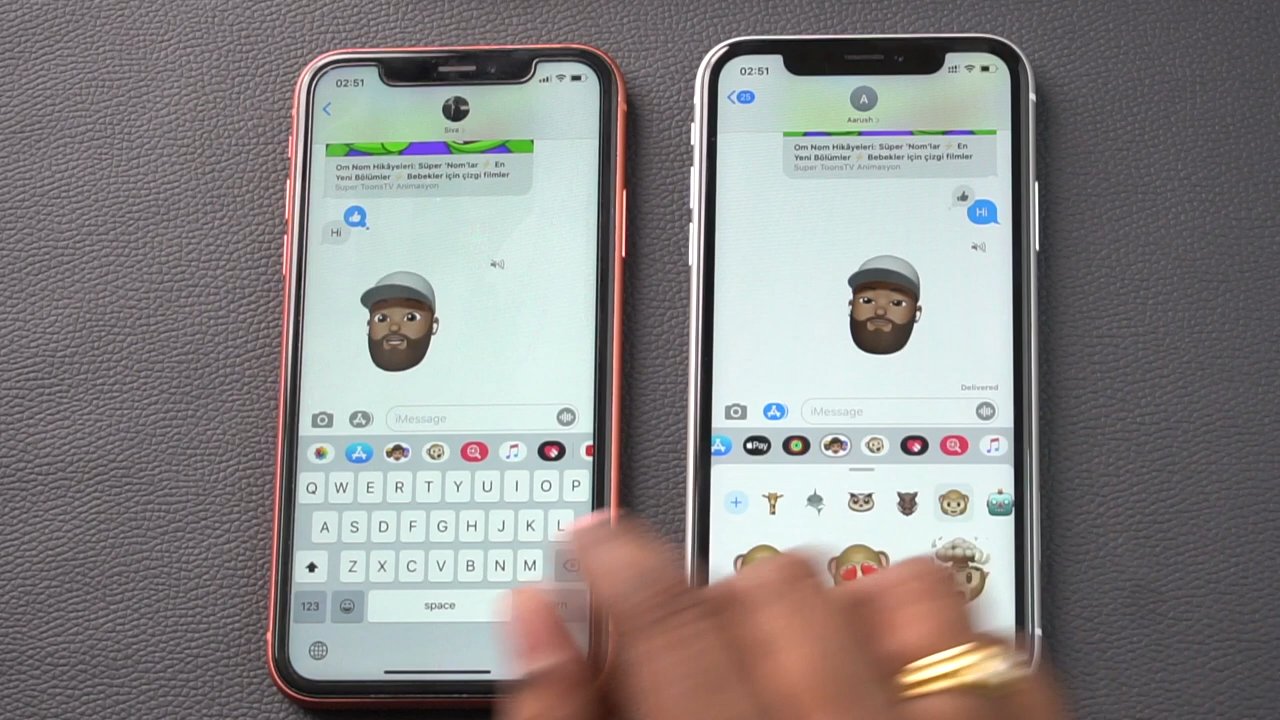 02:51
Siva
Om Nom Hikâyeleri: Süper 'Nom'lar ⚡ En
Yeni Bölümler ⚡ Bebekler için çizgi filmler
Super ToonsTV Animasyon
Hi
iMessage
Q W E R T Y U I O P
A S D F G H J K L
Z X C V B N M
123 space
02:51
25
A
Aarush
Om Nom Hikâyeleri: Süper 'Nom'lar ⚡ En
Yeni Bölümler ⚡ Bebekler için çizgi filmler
Super ToonsTV Animasyon
Hi
Delivered
iMessage
Pay